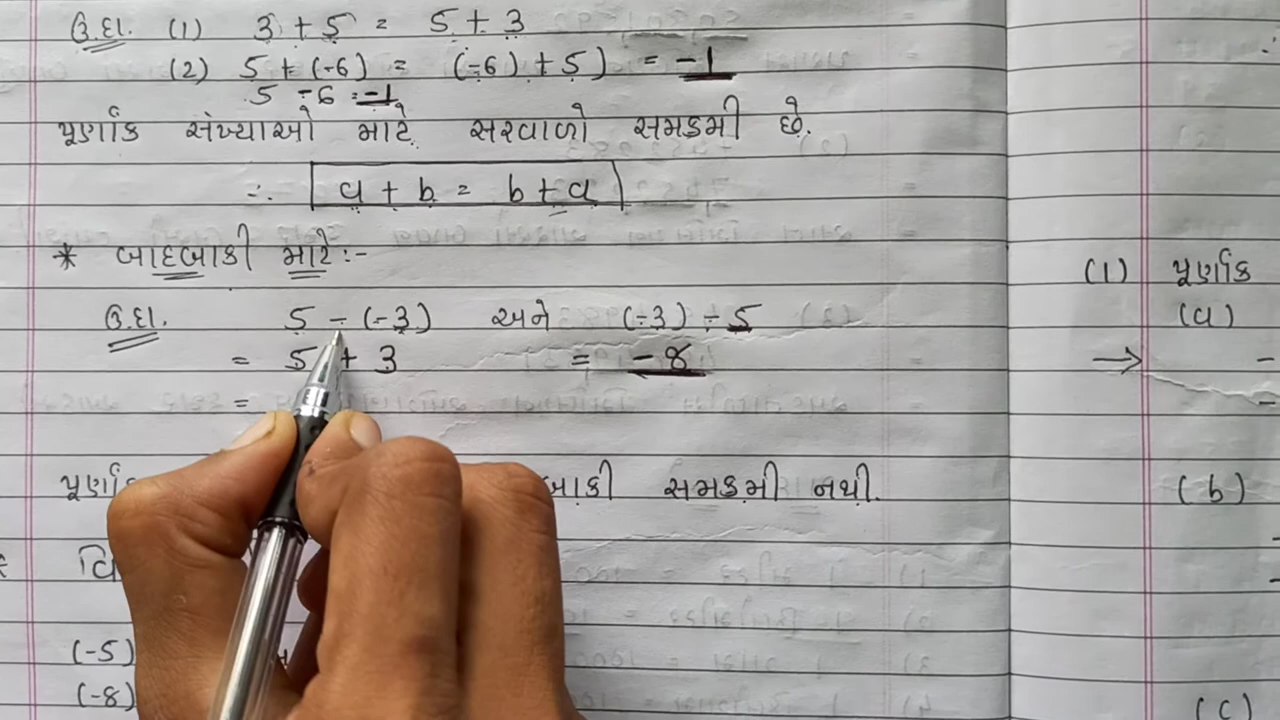 ઉ.દા. (1) 3 + 5 = 5 + 3
(2) 5 + (-6) = (-6) + 5) = -1
5 - 6 = -1
પૂર્ણાંક સંખ્યાઓ માટે સરવાળો સમક્રમી છે.
∴ a + b = b + a
* બાદબાકી માટે :-
ઉ.દા. 5 - (-3) અને (-3) - 5
= 5 + 3 = -8
=
સમક્રમી નથી.
(-5)
(-8)
(1) પૂર્ણાંક
(a)
→ -
-
(b)
(c)